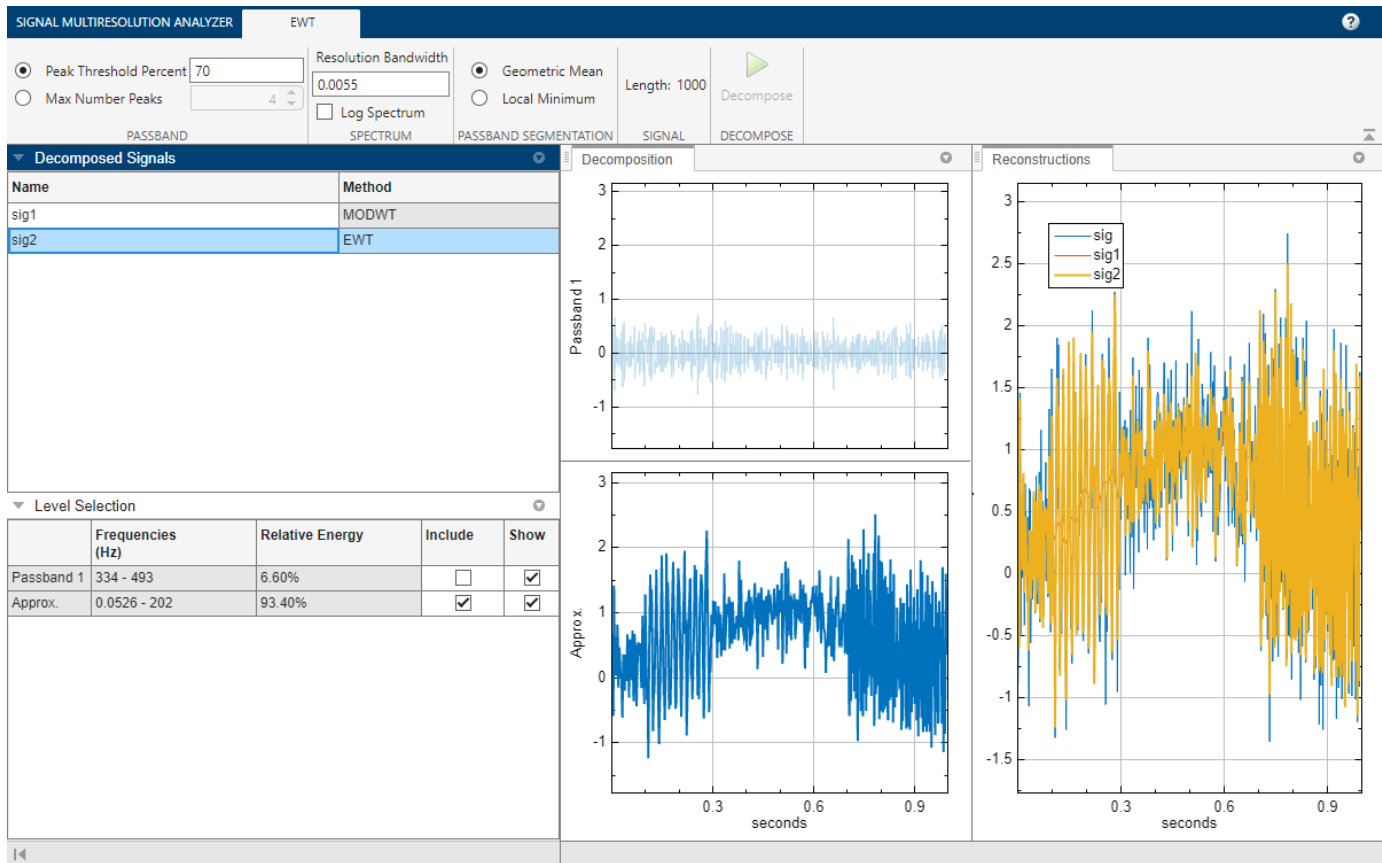 SIGNAL MULTIRESOLUTION ANALYZER EWT ?
Peak Threshold Percent 70
Max Number Peaks 4
PASSBAND
Resolution Bandwidth
0.0055
Log Spectrum
SPECTRUM
Geometric Mean
Local Minimum
PASSBAND SEGMENTATION
Length: 1000
SIGNAL
Decompose
DECOMPOSE
Decomposed Signals
Name Method
sig1 MODWT
sig2 EWT
Level Selection
Frequencies (Hz) Relative Energy Include Show
Passband 1 334 - 493 6.60%
Approx. 0.0526 - 202 93.40%
Decomposition
Passband 1
3
2
1
0
-1
Approx.
3
2
1
0
-1
0.3 0.6 0.9
seconds
Reconstructions
sig
sig1
sig2
3
2.5
2
1.5
1
0.5
0
-0.5
-1
-1.5
0.3 0.6 0.9
seconds